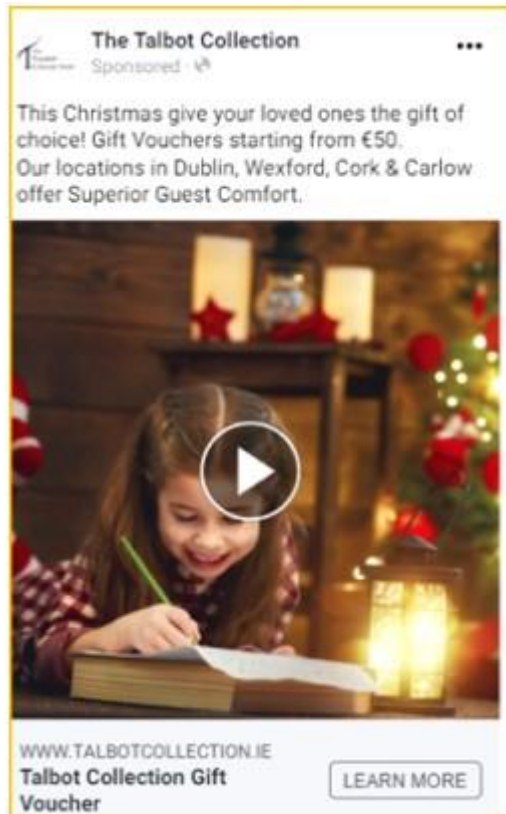 The Talbot Collection
Sponsored
This Christmas give your loved ones the gift of
choice! Gift Vouchers starting from €50.
Our locations in Dublin, Wexford, Cork & Carlow
offer Superior Guest Comfort.
WWW.TALBOTCOLLECTION.IE
Talbot Collection Gift
Voucher
LEARN MORE